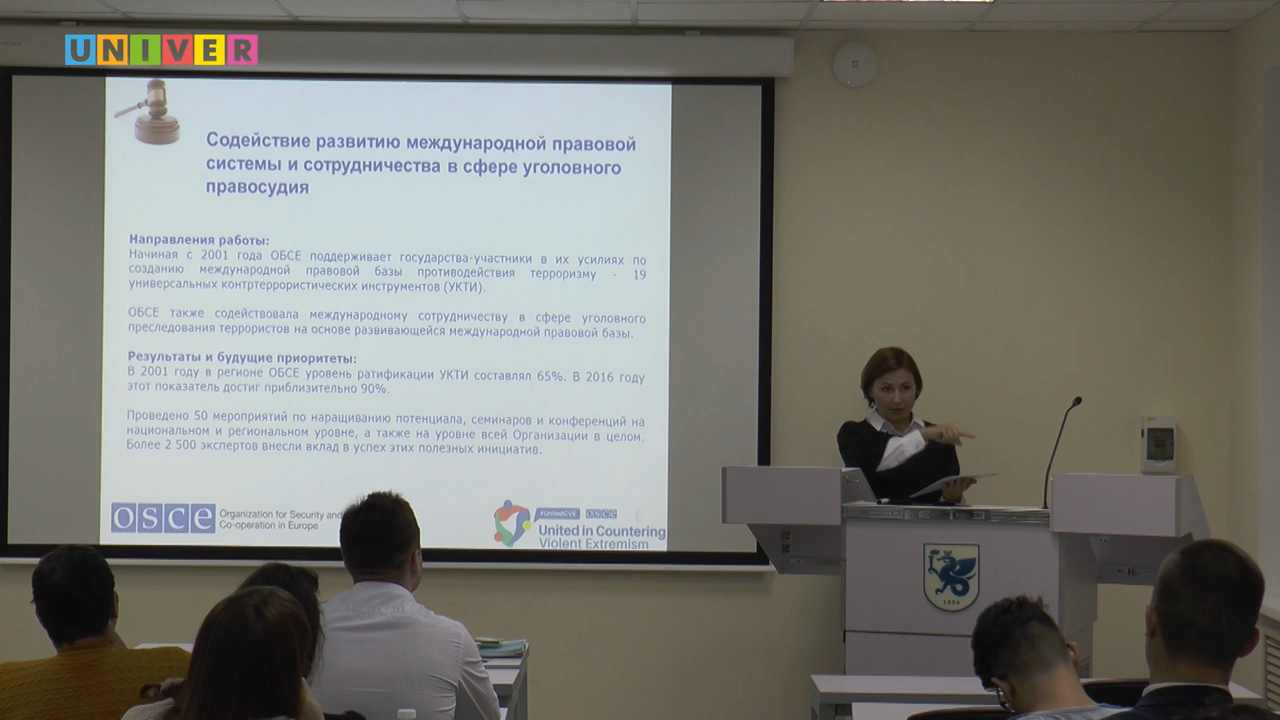 UNIVER
Содействие развитию международной правовой
системы и сотрудничества в сфере уголовного
правосудия
Направления работы:
Начиная с 2001 года ОБСЕ поддерживает государства-участники в их усилиях по
созданию международной правовой базы противодействия терроризму - 19
универсальных контртеррористических инструментов (УКТИ).
ОБСЕ также содействовала международному сотрудничеству в сфере уголовного
преследования террористов на основе развивающейся международной правовой базы.
Результаты и будущие приоритеты:
В 2001 году в регионе ОБСЕ уровень ратификации УКТИ составлял 65%. В 2016 году
этот показатель достиг приблизительно 90%.
Проведено 50 мероприятий по наращиванию потенциала, семинаров и конференций на
национальном и региональном уровне, а также на уровне всей Организации в целом.
Более 2 500 экспертов внесли вклад в успех этих полезных инициатив.
osce Organization for Security and
Co-operation in Europe
#UnitedCVE osce
United in Countering
Violent Extremism
1804